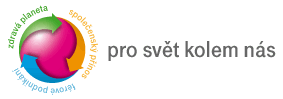 zdravá planeta
společenský přínos
férové podnikání
pro svět kolem nás